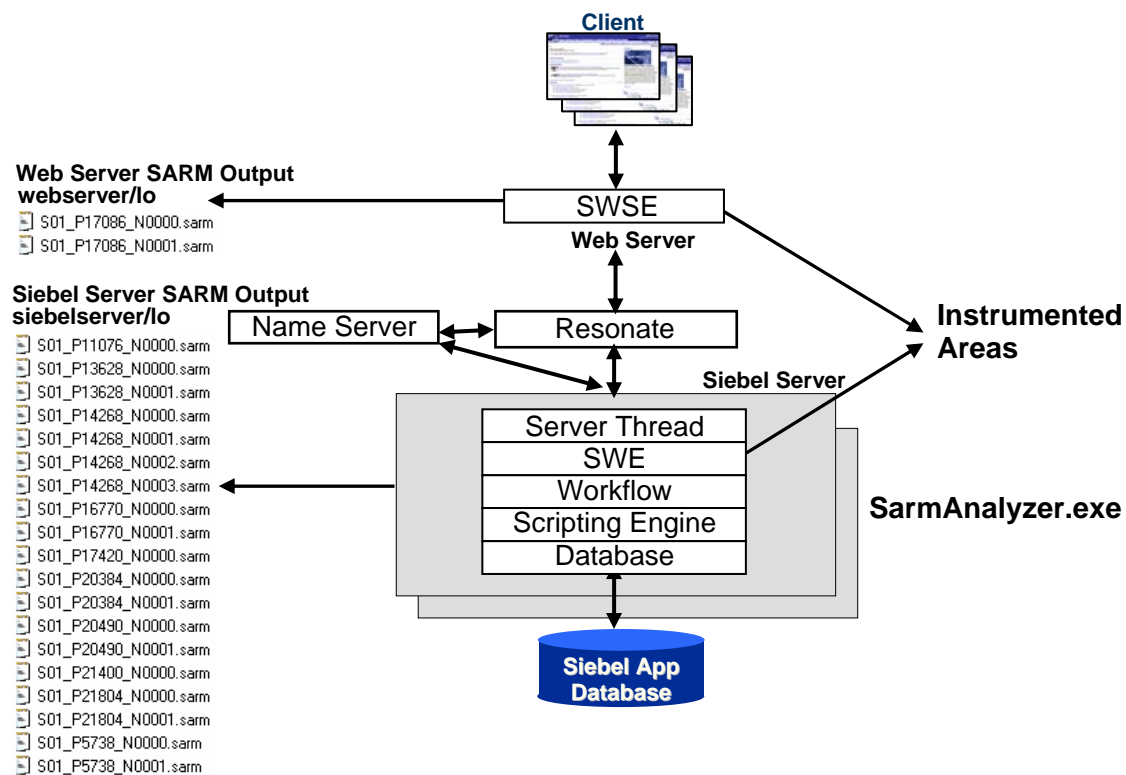 Client
Web Server SARM Output
webserver/lo
S01_P17086_N0000.sarm
S01_P17086_N0001.sarm
SWSE
Web Server
Siebel Server SARM Output
siebelserver/lo
S01_P11076_N0000.sarm
S01_P13628_N0000.sarm
S01_P13628_N0001.sarm
S01_P14268_N0000.sarm
S01_P14268_N0001.sarm
S01_P14268_N0002.sarm
S01_P14268_N0003.sarm
S01_P16770_N0000.sarm
S01_P16770_N0001.sarm
S01_P17420_N0000.sarm
S01_P20384_N0000.sarm
S01_P20384_N0001.sarm
S01_P20490_N0000.sarm
S01_P20490_N0001.sarm
S01_P21400_N0000.sarm
S01_P21804_N0000.sarm
S01_P21804_N0001.sarm
S01_P5738_N0000.sarm
S01_P5738_N0001.sarm
Name Server
Resonate
Instrumented
Areas
Siebel Server
Server Thread
SWE
Workflow
Scripting Engine
Database
SarmAnalyzer.exe
Siebel App
Database